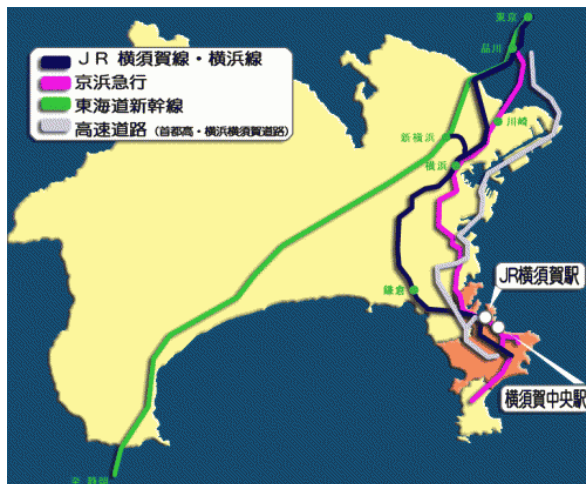 東京
品川
JR 横須賀線・横浜線
京浜急行
東海道新幹線
高速道路 (首都高・横浜横須賀道路)
川崎
新横浜
横浜
鎌倉
JR横須賀駅
横須賀中央駅
至 静岡